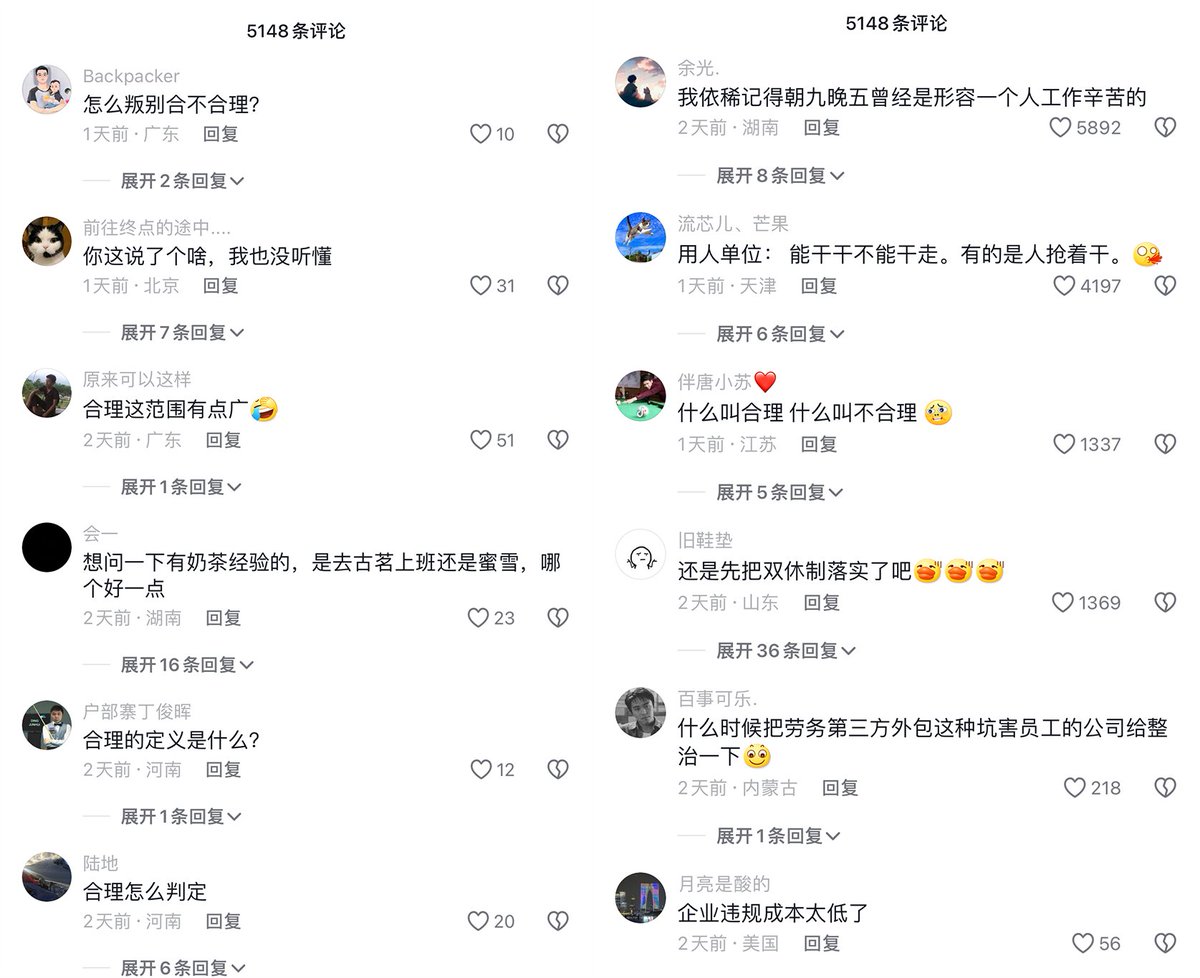 5148条评论
Backpacker
怎么叛别合不合理?
1天前·广东 回复 10
展开2条回复
前往终点的途中....
你这说了个啥，我也没听懂
1天前·北京 回复 31
展开7条回复
原来可以这样
合理这范围有点广🤣
2天前·广东 回复 51
展开1条回复
会一
想问一下有奶茶经验的，是去古茗上班还是蜜雪，哪
个好一点
2天前·湖南 回复 23
展开16条回复
户部寨丁俊晖
合理的定义是什么?
2天前·河南 回复 12
展开1条回复
陆地
合理怎么判定
2天前·河南 回复 20
展开6条回复
5148条评论
余光.
我依稀记得朝九晚五曾经是形容一个人工作辛苦的
2天前·湖南 回复 5892
展开8条回复
流芯儿、芒果
用人单位： 能干干不能干走。有的是人抢着干。
1天前·天津 回复 4197
展开6条回复
伴唐小苏❤️
什么叫合理 什么叫不合理
1天前·江苏 回复 1337
展开5条回复
旧鞋垫
还是先把双休制落实了吧
2天前·山东 回复 1369
展开36条回复
百事可乐.
什么时候把劳务第三方外包这种坑害员工的公司给整
治一下
2天前·内蒙古 回复 218
展开1条回复
月亮是酸的
企业违规成本太低了
2天前·美国 回复 56